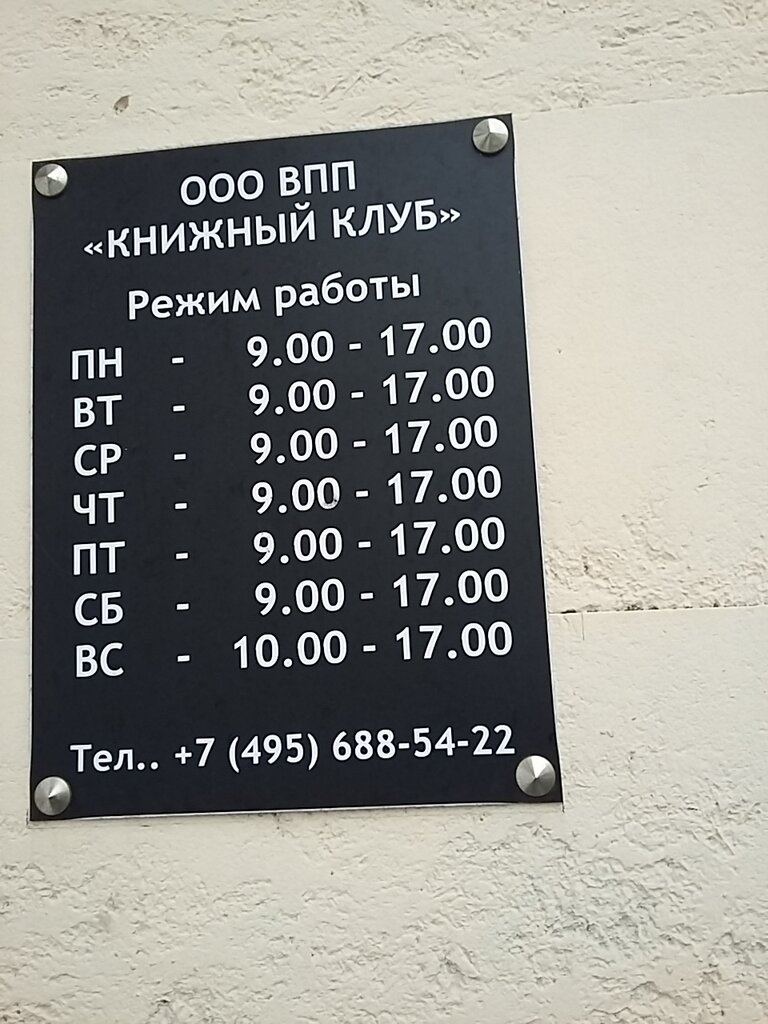 ООО ВПП
«КНИЖНЫЙ КЛУБ»
Режим работы
ПН - 9.00 - 17.00
ВТ - 9.00 - 17.00
СР - 9.00 - 17.00
ЧТ - 9.00 - 17.00
ПТ - 9.00 - 17.00
СБ - 9.00 - 17.00
ВС - 10.00 - 17.00
Тел.. +7 (495) 688-54-22